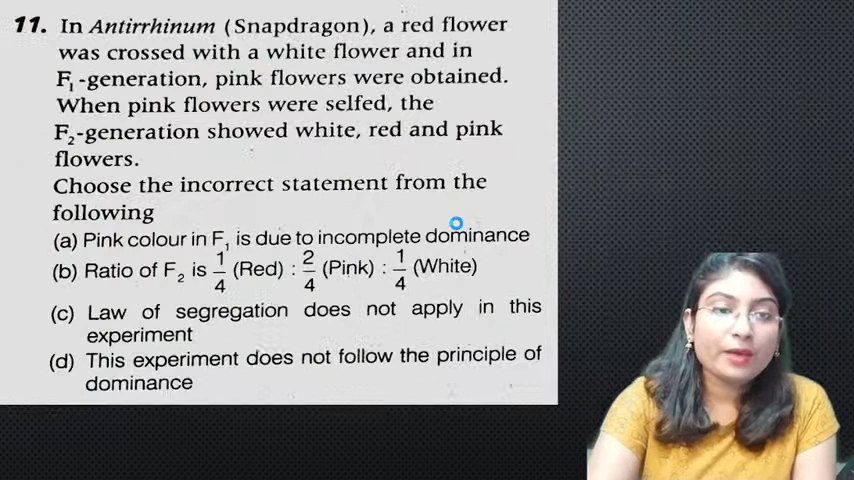 11. In Antirrhinum (Snapdragon), a red flower
was crossed with a white flower and in
F₁-generation, pink flowers were obtained.
When pink flowers were selfed, the
F₂-generation showed white, red and pink
flowers.
Choose the incorrect statement from the
following
(a) Pink colour in F₁ is due to incomplete dominance
(b) Ratio of F₂ is 1/4 (Red) : 2/4 (Pink) : 1/4 (White)
(c) Law of segregation does not apply in this
experiment
(d) This experiment does not follow the principle of
dominance